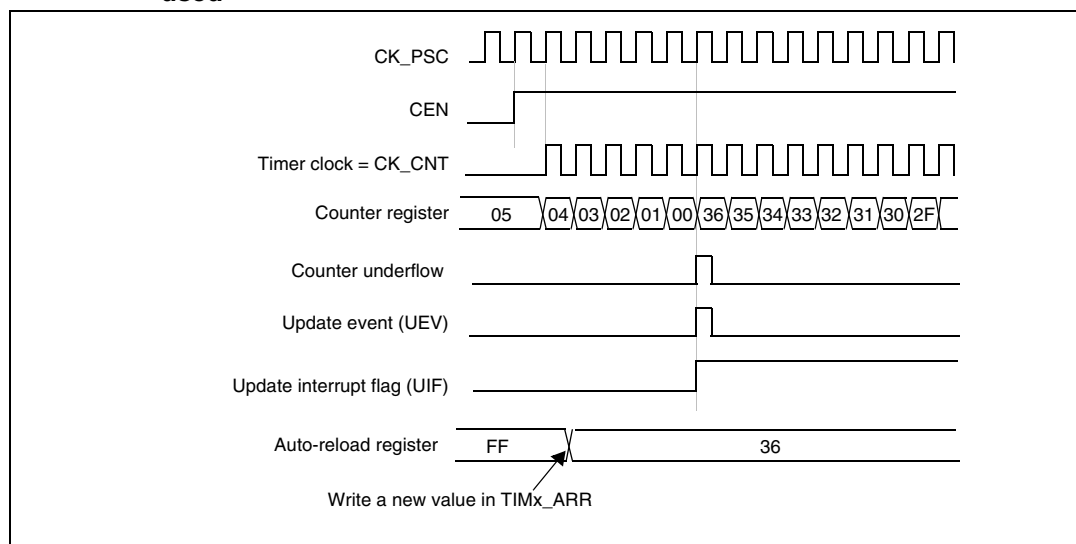 used
CK_PSC
CEN
Timer clock = CK_CNT
Counter register 05 04 03 02 01 00 36 35 34 33 32 31 30 2F
Counter underflow
Update event (UEV)
Update interrupt flag (UIF)
Auto-reload register FF 36
Write a new value in TIMx_ARR